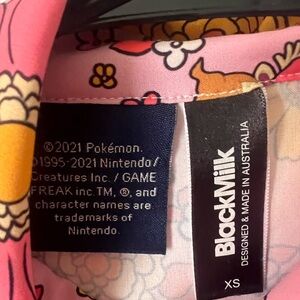 ©2021 Pokémon.
©1995-2021 Nintendo/
Creatures Inc. / GAME
FREAK inc.TM, ®, and
character names are
trademarks of
Nintendo.
BlackMilk
DESIGNED & MADE IN AUSTRALIA
XS